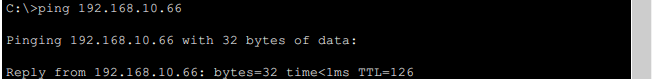 C:\>ping 192.168.10.66
Pinging 192.168.10.66 with 32 bytes of data:
Reply from 192.168.10.66: bytes=32 time<1ms TTL=126